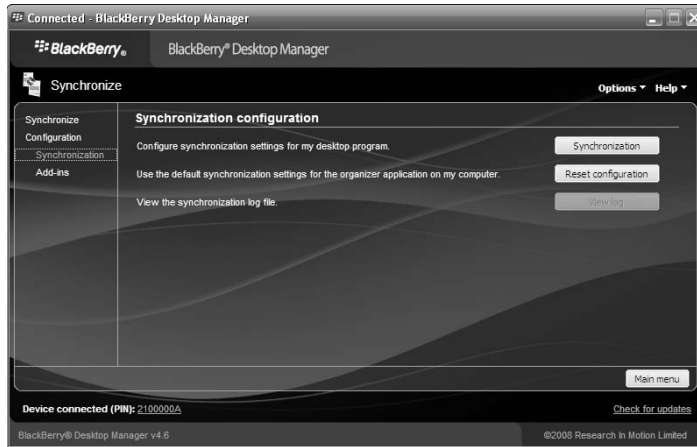 Connected - BlackBerry Desktop Manager
BlackBerry®
BlackBerry® Desktop Manager
Synchronize
Options
Help
Synchronize
Configuration
Synchronization
Add-ins
Synchronization configuration
Configure synchronization settings for my desktop program.
Synchronization
Use the default synchronization settings for the organizer application on my computer.
Reset configuration
View the synchronization log file.
View log
Main menu
Device connected (PIN): 2100000A
Check for updates
BlackBerry® Desktop Manager v4.6
©2008 Research In Motion Limited